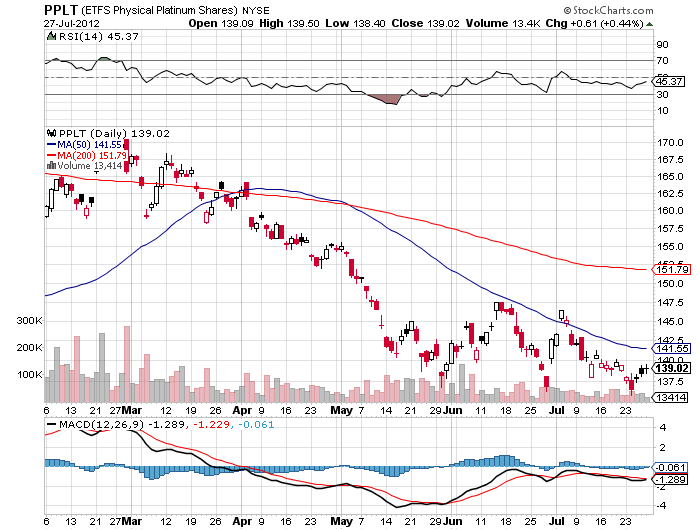 PPLT (ETFS Physical Platinum Shares) NYSE © StockCharts.com
27-Jul-2012 Open 139.09 High 139.50 Low 138.40 Close 139.02 Volume 13.4K Chg +0.61 (+0.44%)
RSI(14) 45.37
90
70
50
45.37
30
10
PPLT (Daily) 139.02
MA(50) 141.55
MA(200) 151.79
Volume 13,414
170.0
167.5
165.0
162.5
160.0
157.5
155.0
151.79
150.0
147.5
145.0
300K 142.5
141.55
200K 140.0
139.02
100K 137.5
13414
6 13 21 27 Mar 12 19 26 Apr 9 16 23 May 7 14 21 29 Jun 11 18 25 Jul 9 16 23
MACD(12,26,9) -1.289, -1.229, -0.061
4
2
-0.061
-1.289
-2
-4
6 13 21 27 Mar 12 19 26 Apr 9 16 23 May 7 14 21 29 Jun 11 18 25 Jul 9 16 23